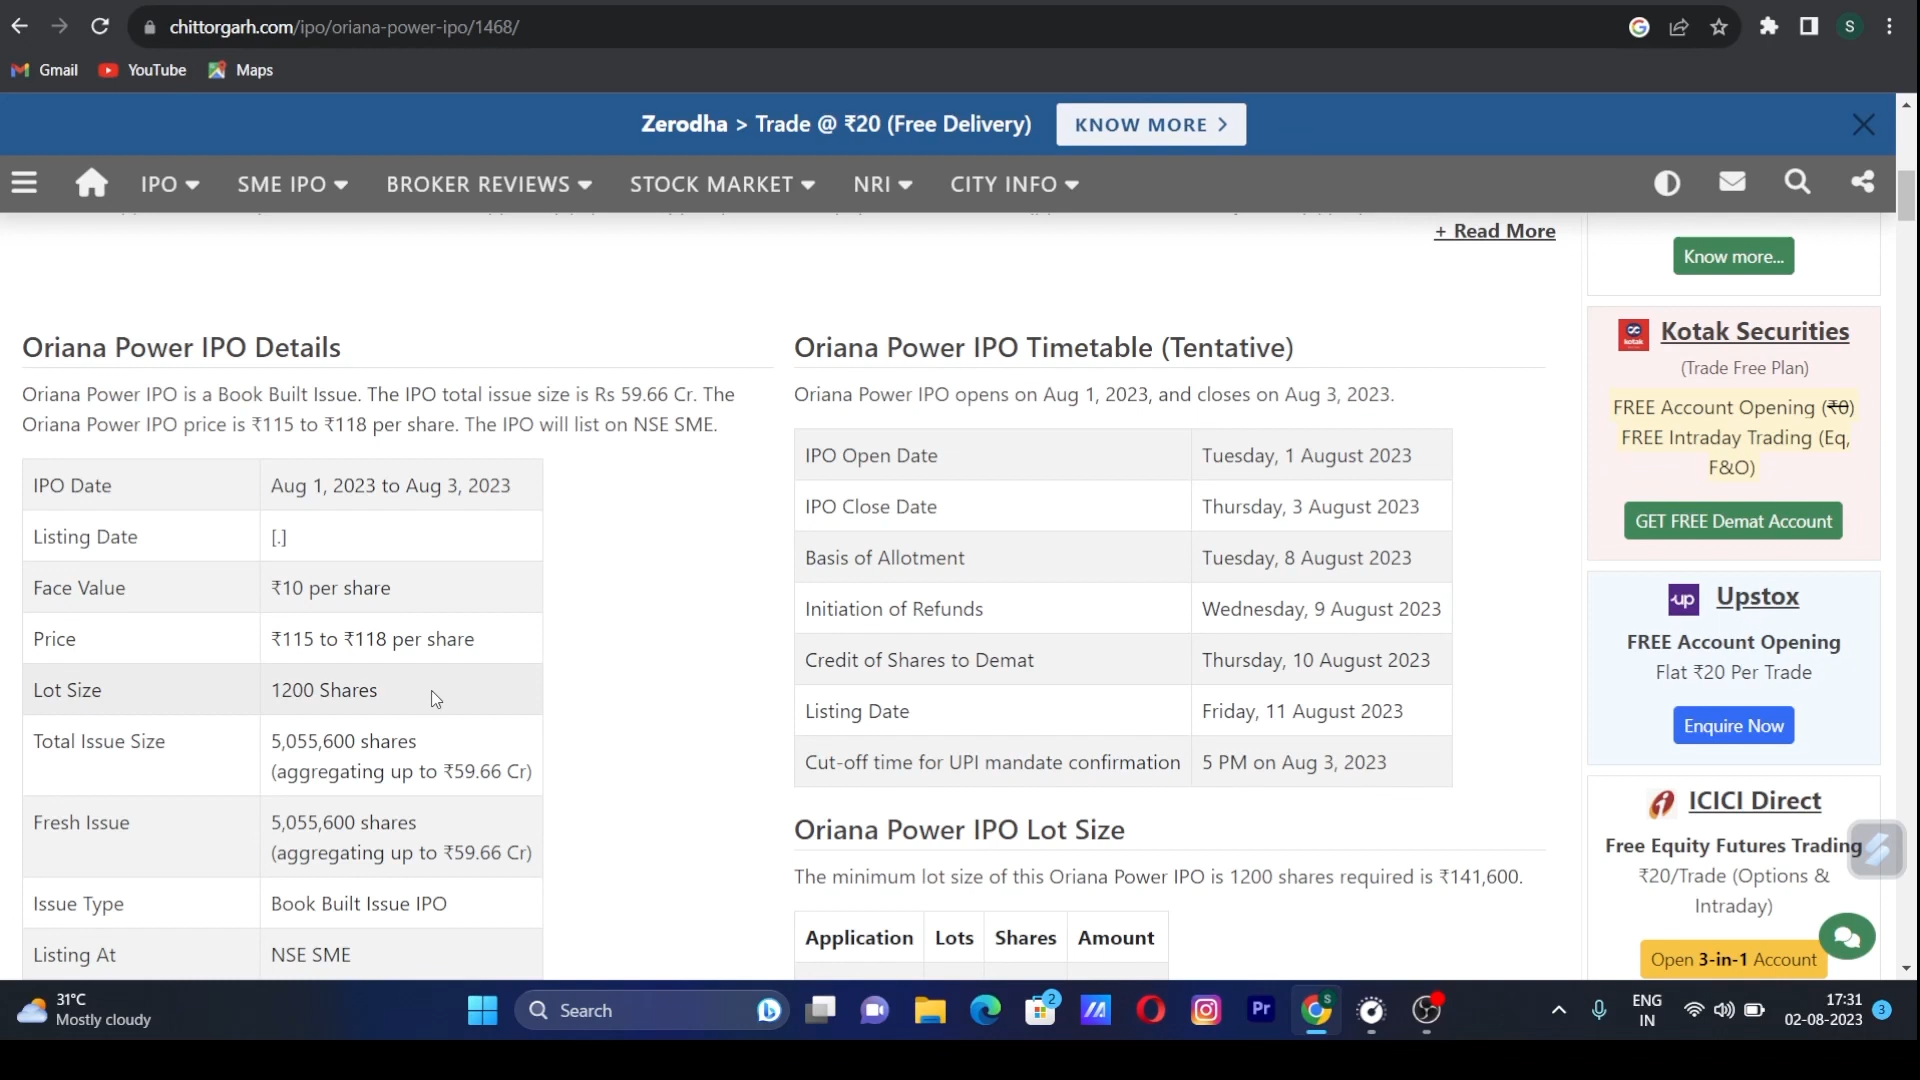 chittorgarh.com/ipo/oriana-power-ipo/1468/
S
Gmail YouTube Maps
Zerodha > Trade @ ₹20 (Free Delivery) KNOW MORE >
IPO SME IPO BROKER REVIEWS STOCK MARKET NRI CITY INFO
+ Read More
Know more...
Oriana Power IPO Details
Oriana Power IPO is a Book Built Issue. The IPO total issue size is Rs 59.66 Cr. The
Oriana Power IPO price is ₹115 to ₹118 per share. The IPO will list on NSE SME.
IPO Date Aug 1, 2023 to Aug 3, 2023
Listing Date [.]
Face Value ₹10 per share
Price ₹115 to ₹118 per share
Lot Size 1200 Shares
Total Issue Size 5,055,600 shares
(aggregating up to ₹59.66 Cr)
Fresh Issue 5,055,600 shares
(aggregating up to ₹59.66 Cr)
Issue Type Book Built Issue IPO
Listing At NSE SME
Oriana Power IPO Timetable (Tentative)
Oriana Power IPO opens on Aug 1, 2023, and closes on Aug 3, 2023.
IPO Open Date Tuesday, 1 August 2023
IPO Close Date Thursday, 3 August 2023
Basis of Allotment Tuesday, 8 August 2023
Initiation of Refunds Wednesday, 9 August 2023
Credit of Shares to Demat Thursday, 10 August 2023
Listing Date Friday, 11 August 2023
Cut-off time for UPI mandate confirmation 5 PM on Aug 3, 2023
Oriana Power IPO Lot Size
The minimum lot size of this Oriana Power IPO is 1200 shares required is ₹141,600.
Application Lots Shares Amount
kotak Kotak Securities
(Trade Free Plan)
FREE Account Opening (₹0)
FREE Intraday Trading (Eq,
F&O)
GET FREE Demat Account
up Upstox
FREE Account Opening
Flat ₹20 Per Trade
Enquire Now
ICICI Direct
Free Equity Futures Trading
₹20/Trade (Options &
Intraday)
Open 3-in-1 Account
31°C
Mostly cloudy
Search
2
Pr
S
ENG
IN
17:31
02-08-2023
3